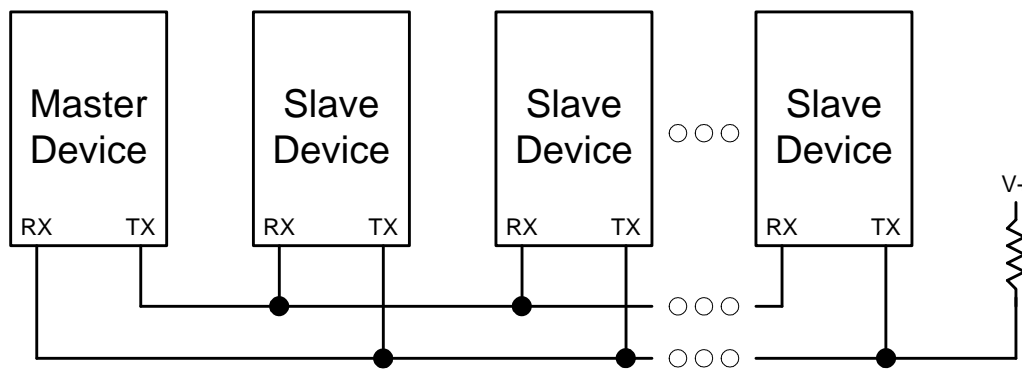 Master
Device
Slave
Device
Slave
Device
Slave
Device
RX TX
RX TX
RX TX
RX TX
V-